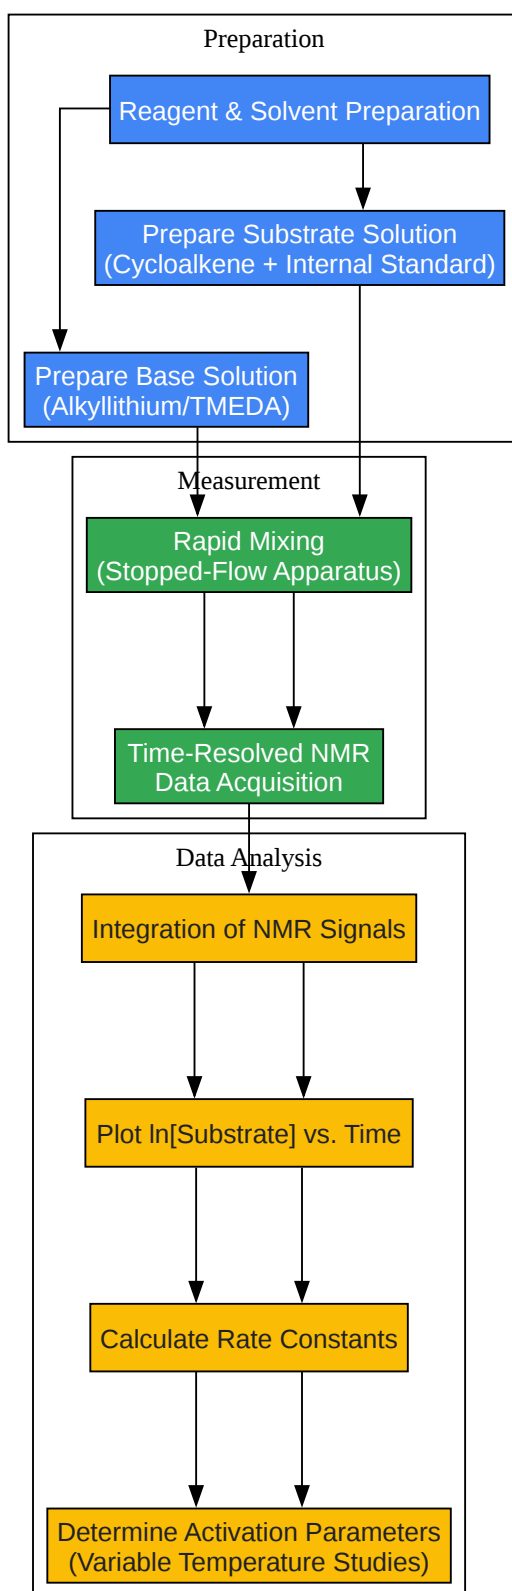 Preparation
Reagent & Solvent Preparation
Prepare Substrate Solution
(Cycloalkene + Internal Standard)
Prepare Base Solution
(Alkyllithium/TMEDA)
Measurement
Rapid Mixing
(Stopped-Flow Apparatus)
Time-Resolved NMR
Data Acquisition
Data Analysis
Integration of NMR Signals
Plot ln[Substrate] vs. Time
Calculate Rate Constants
Determine Activation Parameters
(Variable Temperature Studies)